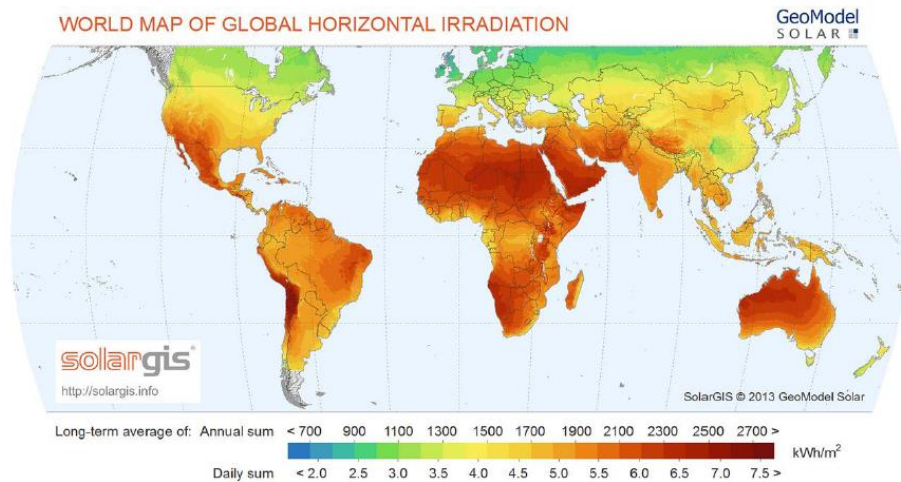 WORLD MAP OF GLOBAL HORIZONTAL IRRADIATION
GeoModel
SOLAR
solargis
http://solargis.info
SolarGIS © 2013 GeoModel Solar
Long-term average of: Annual sum < 700 900 1100 1300 1500 1700 1900 2100 2300 2500 2700 >
kWh/m²
Daily sum < 2.0 2.5 3.0 3.5 4.0 4.5 5.0 5.5 6.0 6.5 7.0 7.5 >